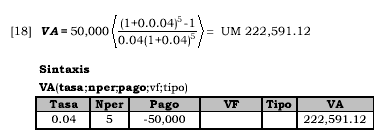 [18] VA = 50,000 ((1+0.0.04)^5-1 / 0.04(1+0.04)^5) = UM 222,591.12
Sintaxis
VA(tasa;nper;pago;vf;tipo)
Tasa Nper Pago VF Tipo VA
0.04 5 -50,000 222,591.12